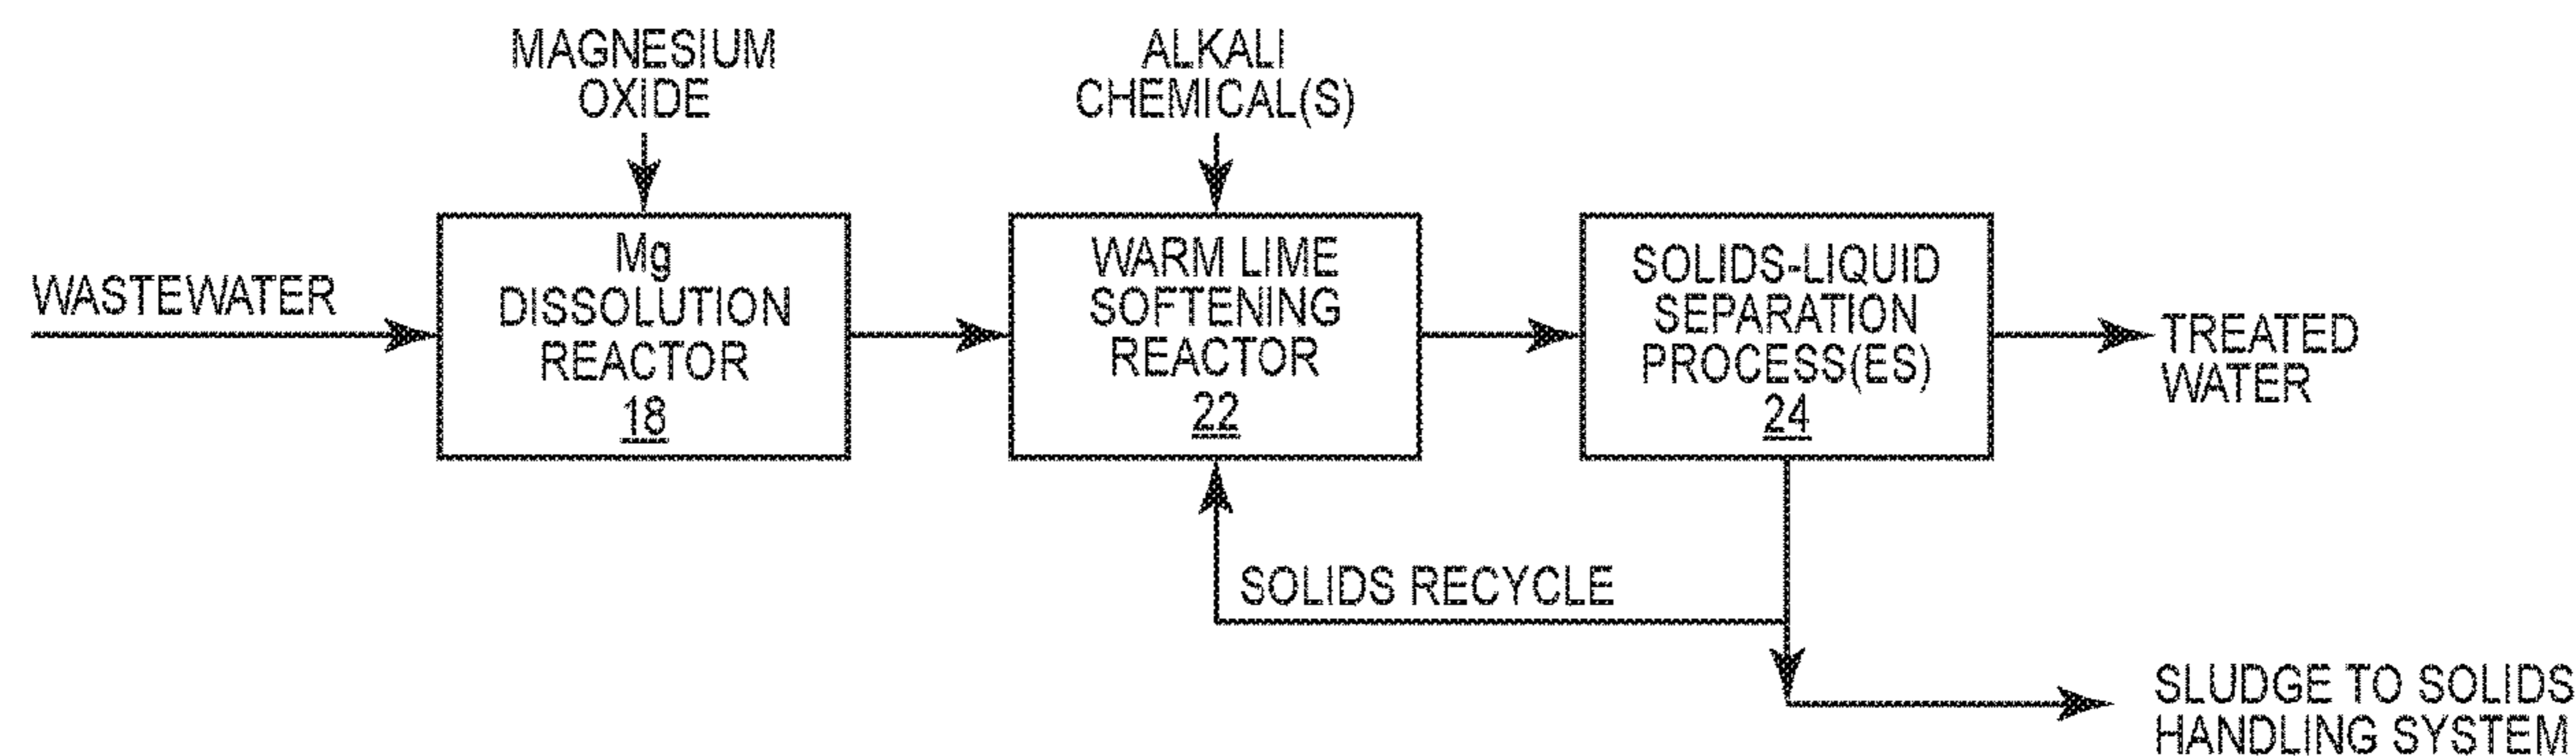 MAGNESIUM
OXIDE
ALKALI
CHEMICAL(S)
WASTEWATER
Mg
DISSOLUTION
REACTOR
18
WARM LIME
SOFTENING
REACTOR
22
SOLIDS-LIQUID
SEPARATION
PROCESS(ES)
24
TREATED
WATER
SOLIDS RECYCLE
SLUDGE TO SOLIDS
HANDLING SYSTEM